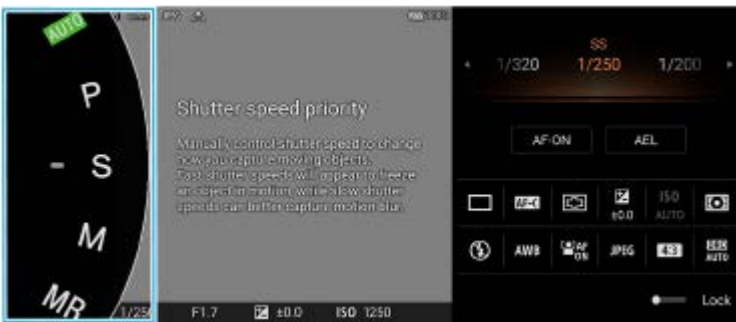 AUTO
P
S
M
MR
1/250
Shutter speed priority
Manually control shutter speed to change
how you capture moving objects.
Fast shutter speeds will appear to freeze
an object in motion, while slow shutter
speeds can better capture motion blur.
F1.7 ±0.0 ISO 1250
SS
1/320 1/250 1/200
AF-ON AEL
AF-C ±0.0 ISO AUTO
AWB AF ON JPEG 4:3 AUTO
Lock